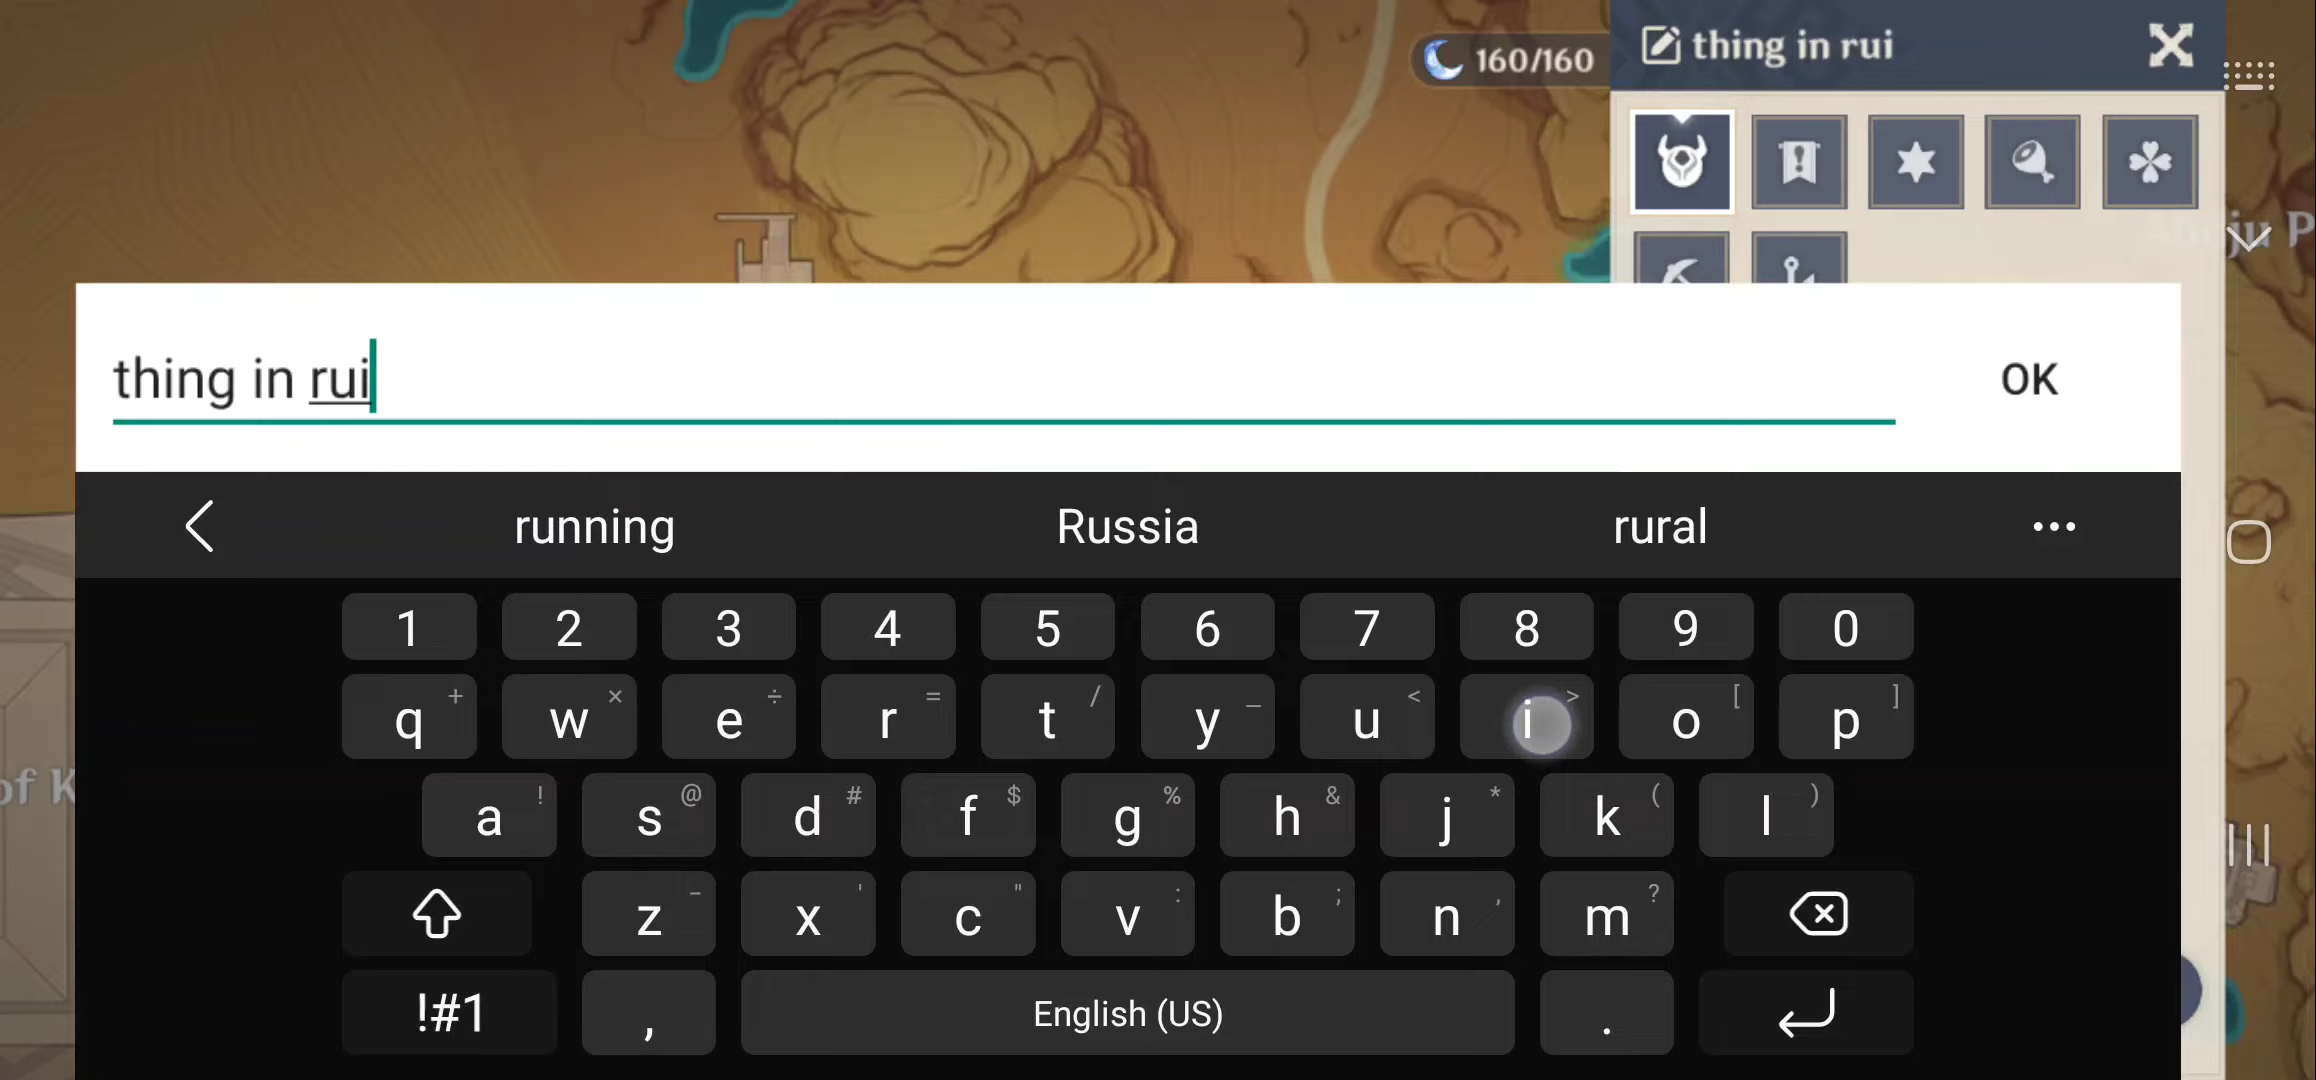 160/160
thing in rui
thing in rui
OK
running Russia rural ...
1 2 3 4 5 6 7 8 9 0
q + w × e ÷ r = t / y _ u < i > o [ p ]
a ! s @ d # f $ g % h & j * k ( l )
z - x ' c " v : b ; n , m ?
!#1 , English (US) .
of K